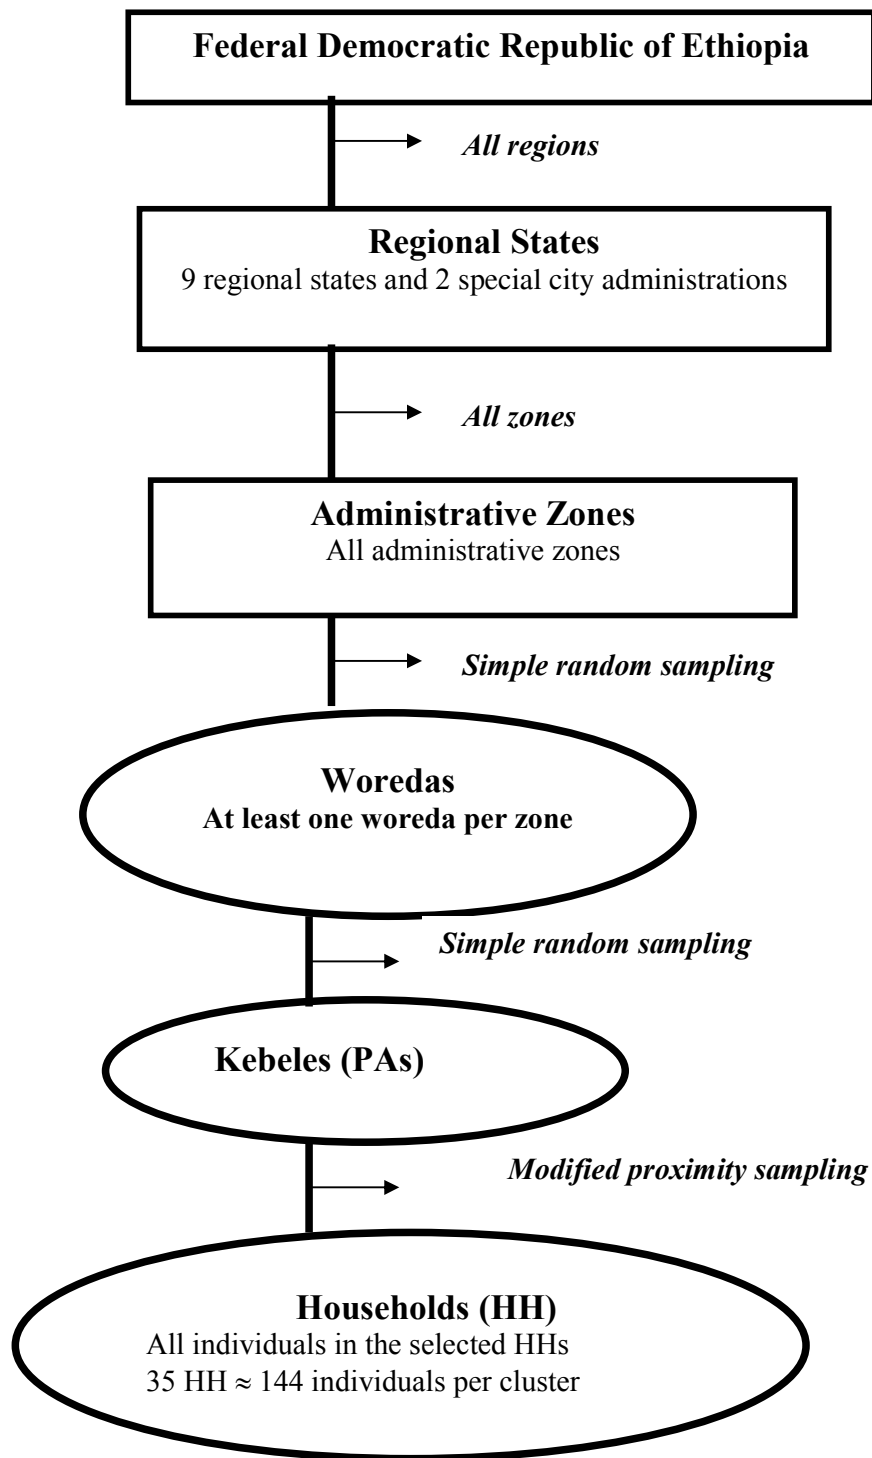 Federal Democratic Republic of Ethiopia
All regions
Regional States
9 regional states and 2 special city administrations
All zones
Administrative Zones
All administrative zones
Simple random sampling
Woredas
At least one woreda per zone
Simple random sampling
Kebeles (PAs)
Modified proximity sampling
Households (HH)
All individuals in the selected HHs
35 HH ≈ 144 individuals per cluster